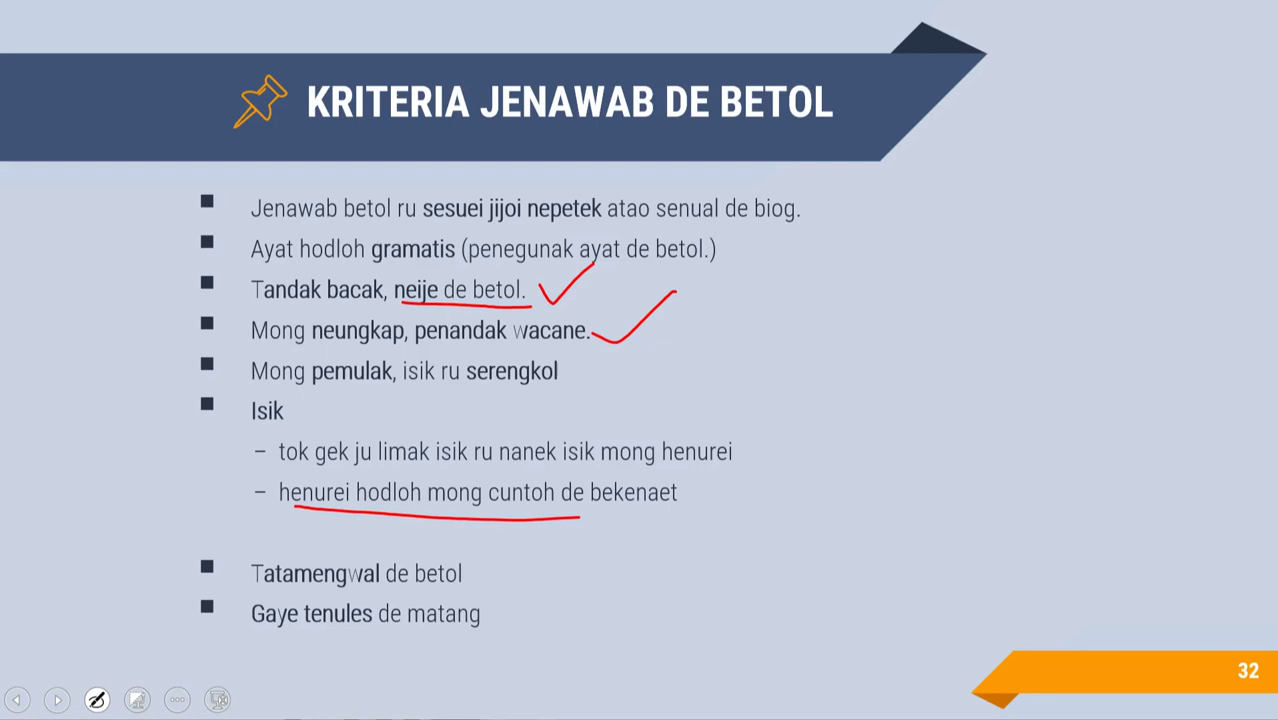 KRITERIA JENAWAB DE BETOL
Jenawab betol ru sesuei jijoi nepetek atao senual de biog.
Ayat hodloh gramatis (penegunak ayat de betol.)
Tandak bacak, neije de betol.
Mong neungkap, penandak wacane.
Mong pemulak, isik ru serengkol
Isik
– tok gek ju limak isik ru nanek isik mong henurei
– henurei hodloh mong cuntoh de bekenaet
Tatamengwal de betol
Gaye tenules de matang
32